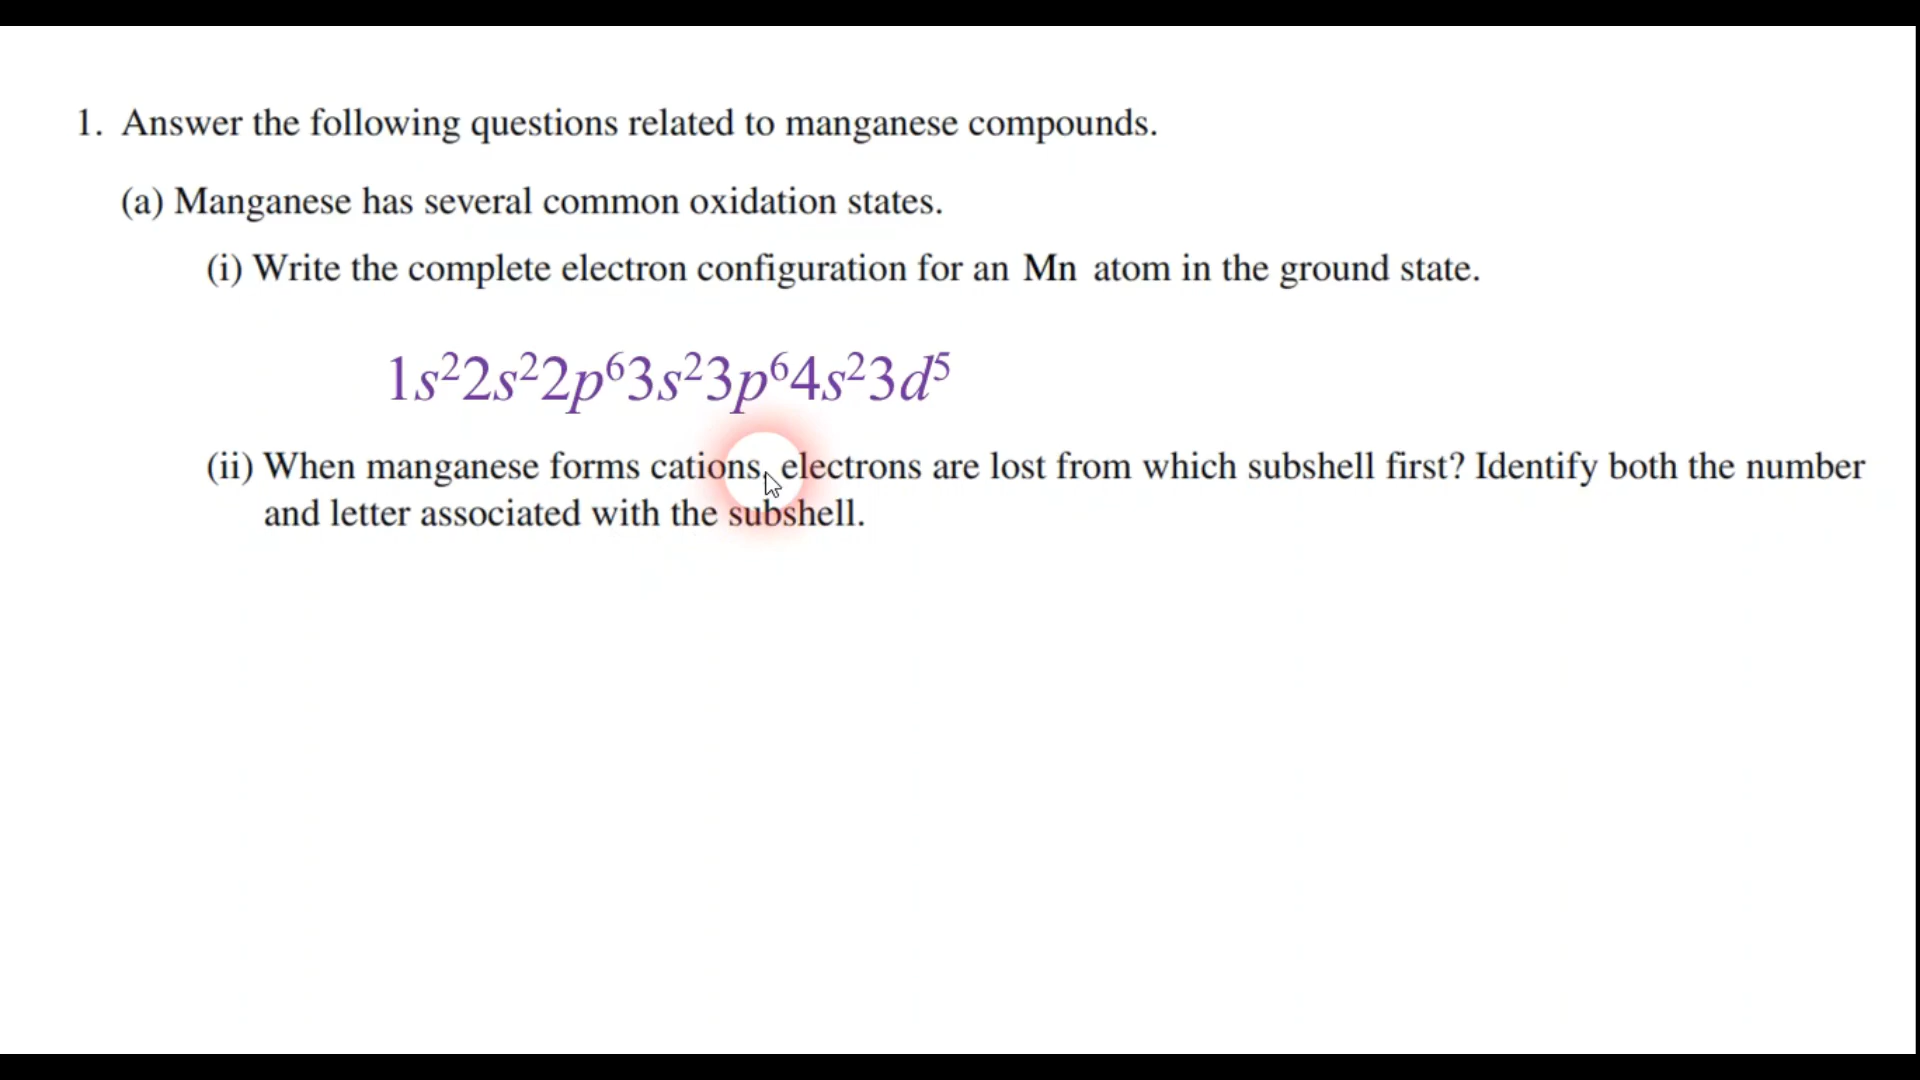 1. Answer the following questions related to manganese compounds.
(a) Manganese has several common oxidation states.
(i) Write the complete electron configuration for an Mn atom in the ground state.
1s²2s²2p⁶3s²3p⁶4s²3d⁵
(ii) When manganese forms cations, electrons are lost from which subshell first? Identify both the number
and letter associated with the subshell.